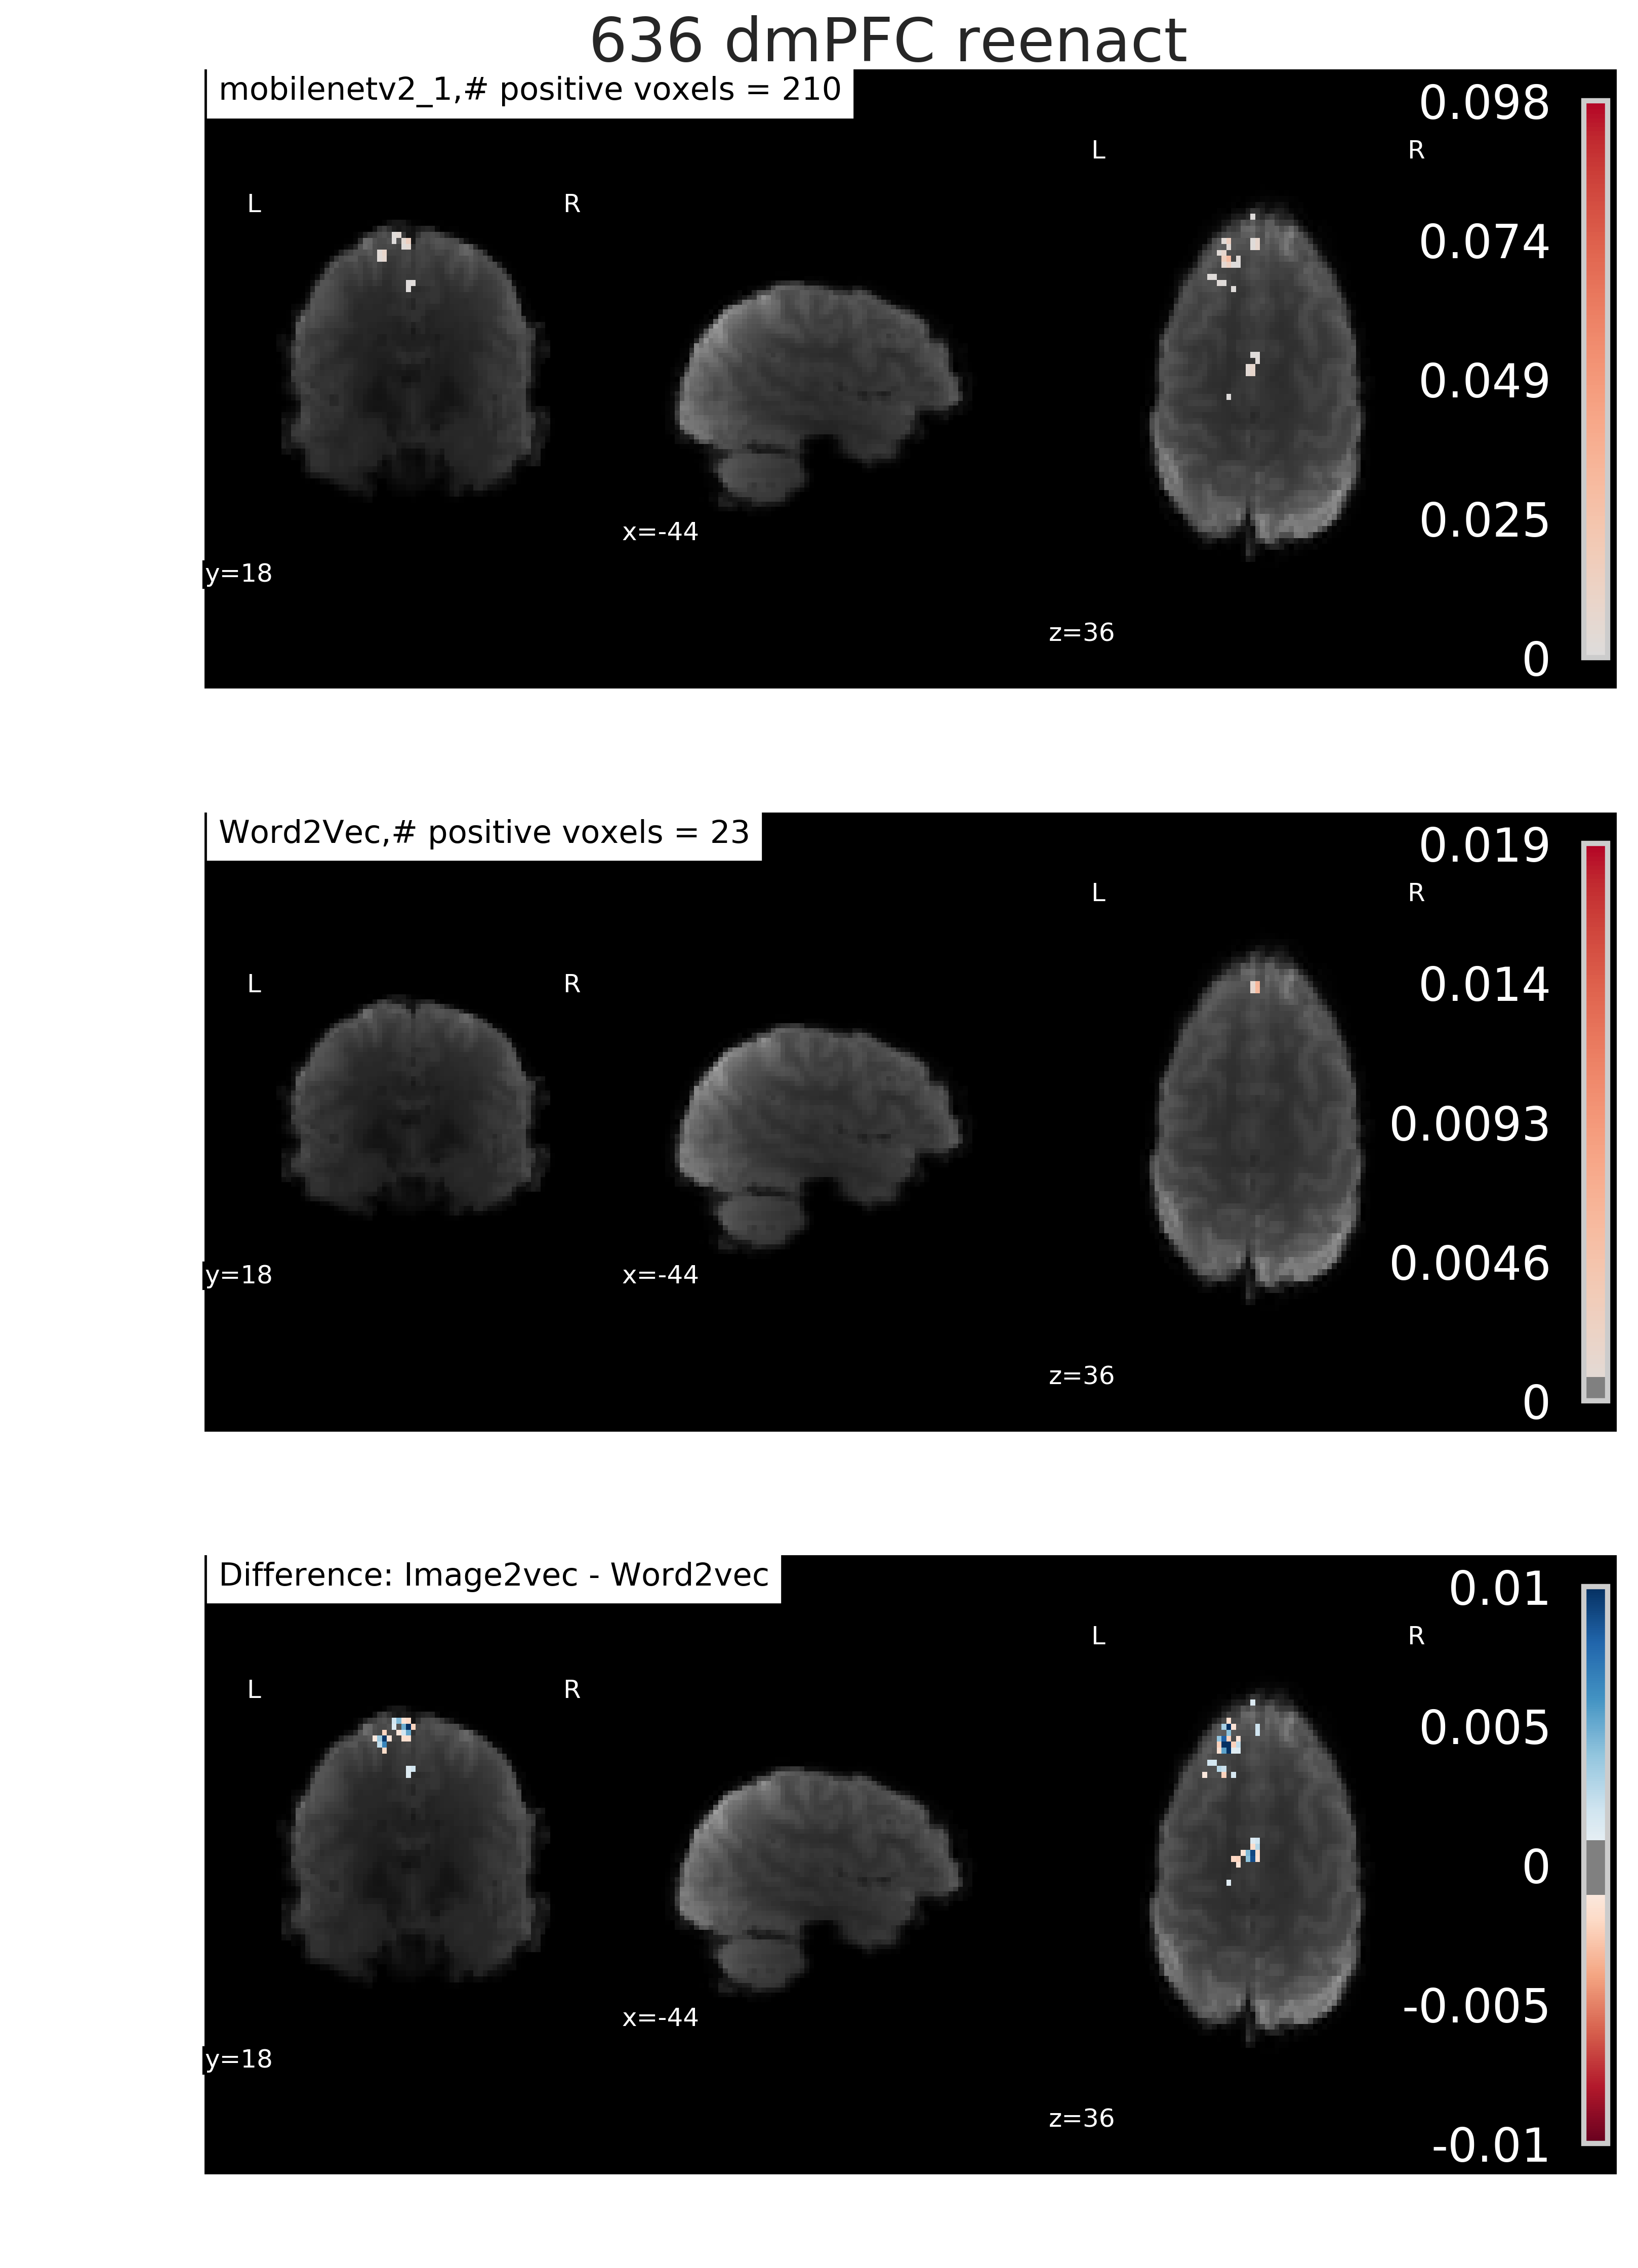 636 dmPFC reenact
mobilenetv2_1,# positive voxels = 210
0.098
L R
L R
0.074
0.049
0.025
x=-44
y=18
z=36
0
Word2Vec,# positive voxels = 23
0.019
L R
L R
0.014
0.0093
0.0046
y=18
x=-44
z=36
0
Difference: Image2vec - Word2vec
0.01
L R
L R
0.005
0
-0.005
x=-44
y=18
z=36
-0.01